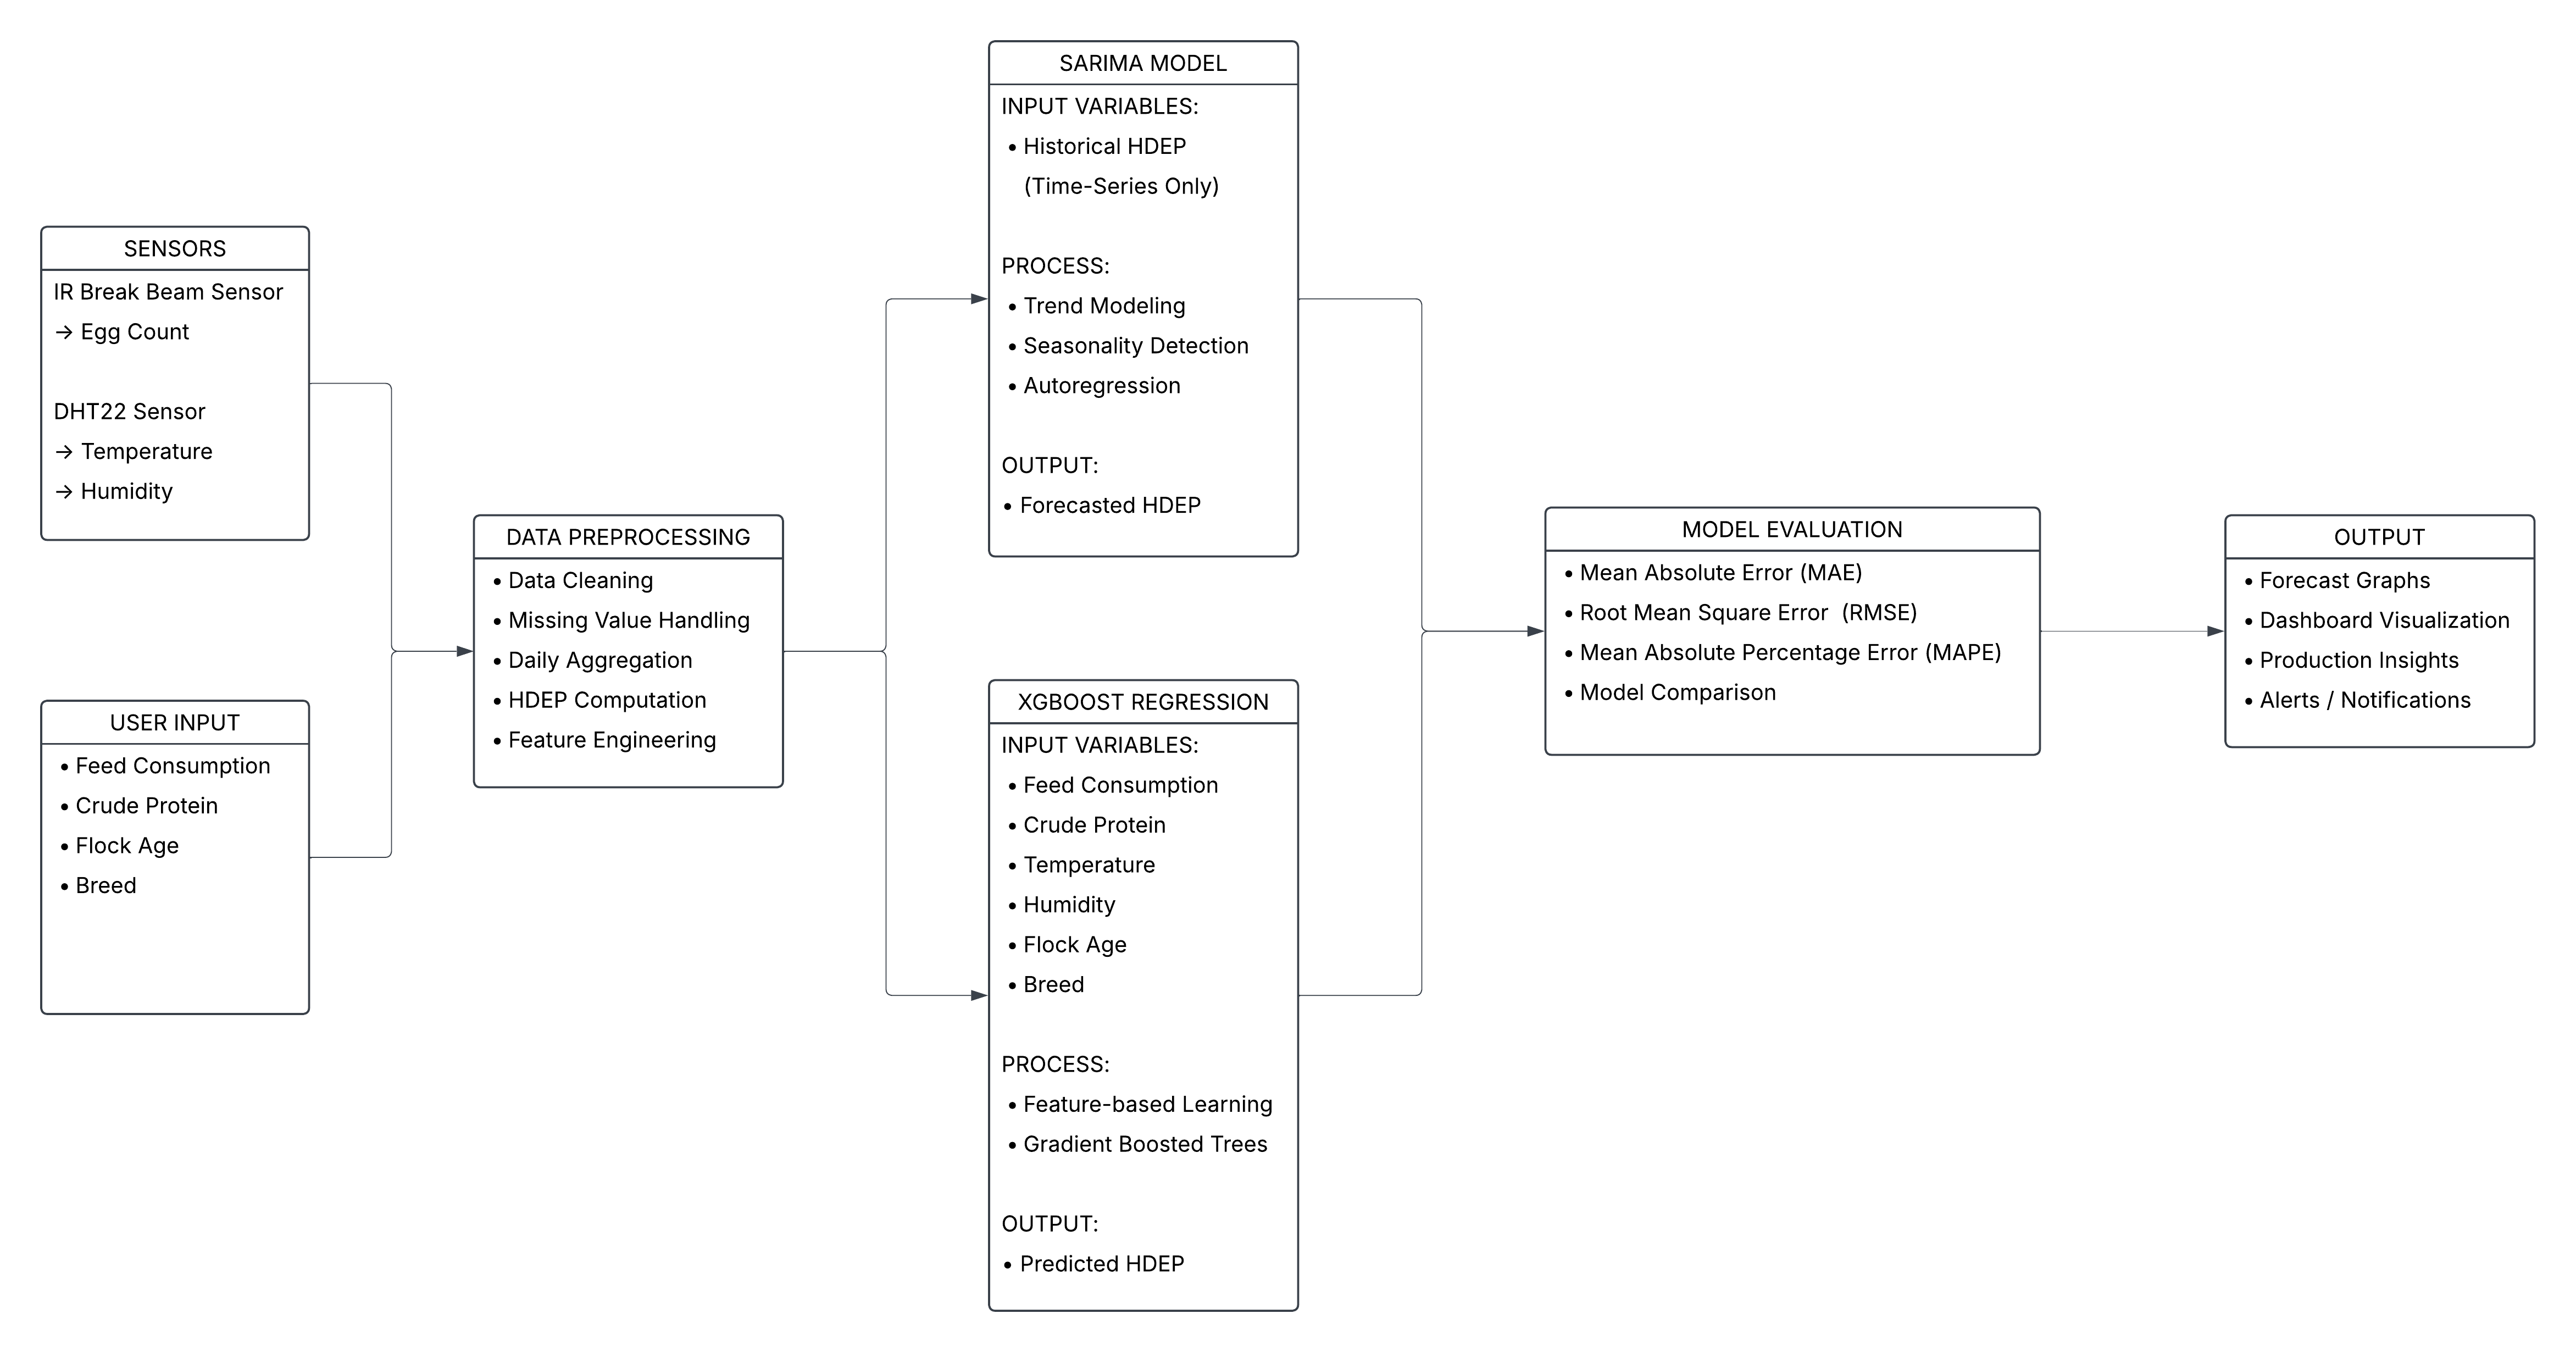 SENSORS
IR Break Beam Sensor
→ Egg Count
DHT22 Sensor
→ Temperature
→ Humidity
USER INPUT
• Feed Consumption
• Crude Protein
• Flock Age
• Breed
DATA PREPROCESSING
• Data Cleaning
• Missing Value Handling
• Daily Aggregation
• HDEP Computation
• Feature Engineering
SARIMA MODEL
INPUT VARIABLES:
• Historical HDEP
(Time-Series Only)
PROCESS:
• Trend Modeling
• Seasonality Detection
• Autoregression
OUTPUT:
• Forecasted HDEP
XGBOOST REGRESSION
INPUT VARIABLES:
• Feed Consumption
• Crude Protein
• Temperature
• Humidity
• Flock Age
• Breed
PROCESS:
• Feature-based Learning
• Gradient Boosted Trees
OUTPUT:
• Predicted HDEP
MODEL EVALUATION
• Mean Absolute Error (MAE)
• Root Mean Square Error (RMSE)
• Mean Absolute Percentage Error (MAPE)
• Model Comparison
OUTPUT
• Forecast Graphs
• Dashboard Visualization
• Production Insights
• Alerts / Notifications